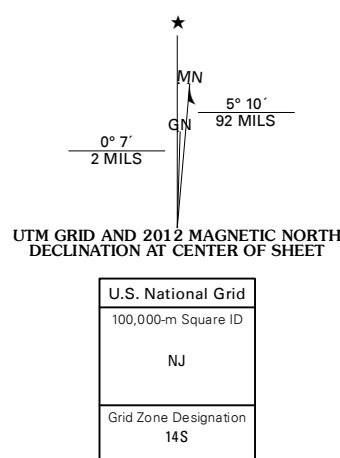 MN
GN
5° 10´
92 MILS
0° 7´
2 MILS
UTM GRID AND 2012 MAGNETIC NORTH
DECLINATION AT CENTER OF SHEET
U.S. National Grid
100,000-m Square ID
NJ
Grid Zone Designation
14S